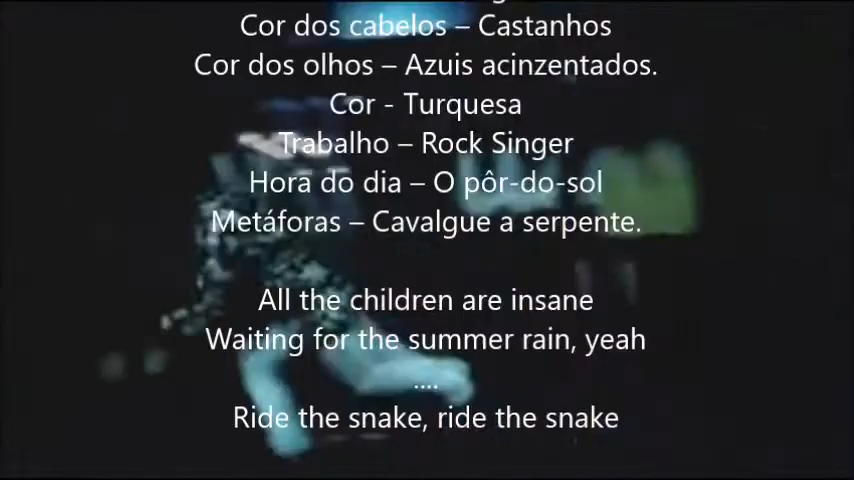 Cor dos cabelos – Castanhos
Cor dos olhos – Azuis acinzentados.
Cor - Turquesa
Trabalho – Rock Singer
Hora do dia – O pôr-do-sol
Metáforas – Cavalgue a serpente.
All the children are insane
Waiting for the summer rain, yeah
....
Ride the snake, ride the snake